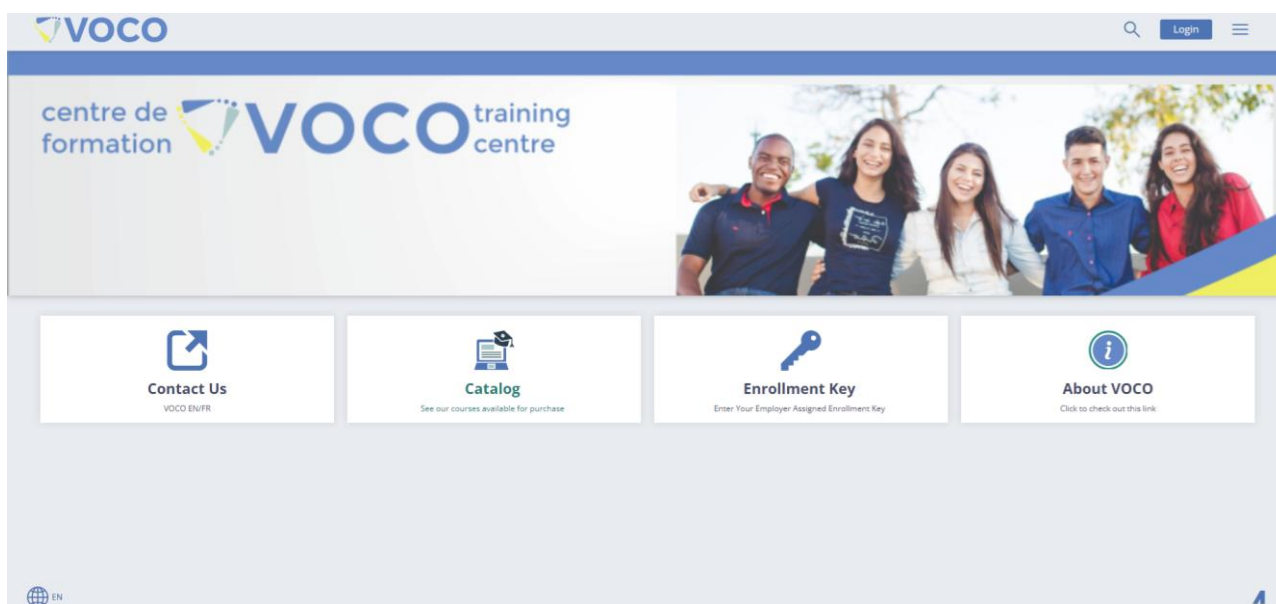 VOCO
Login
centre de
formation
VOCO
training
centre
Contact Us
VOCO EN/FR
Catalog
See our courses available for purchase
Enrollment Key
Enter Your Employer Assigned Enrollment Key
About VOCO
Click to check out this link
EN